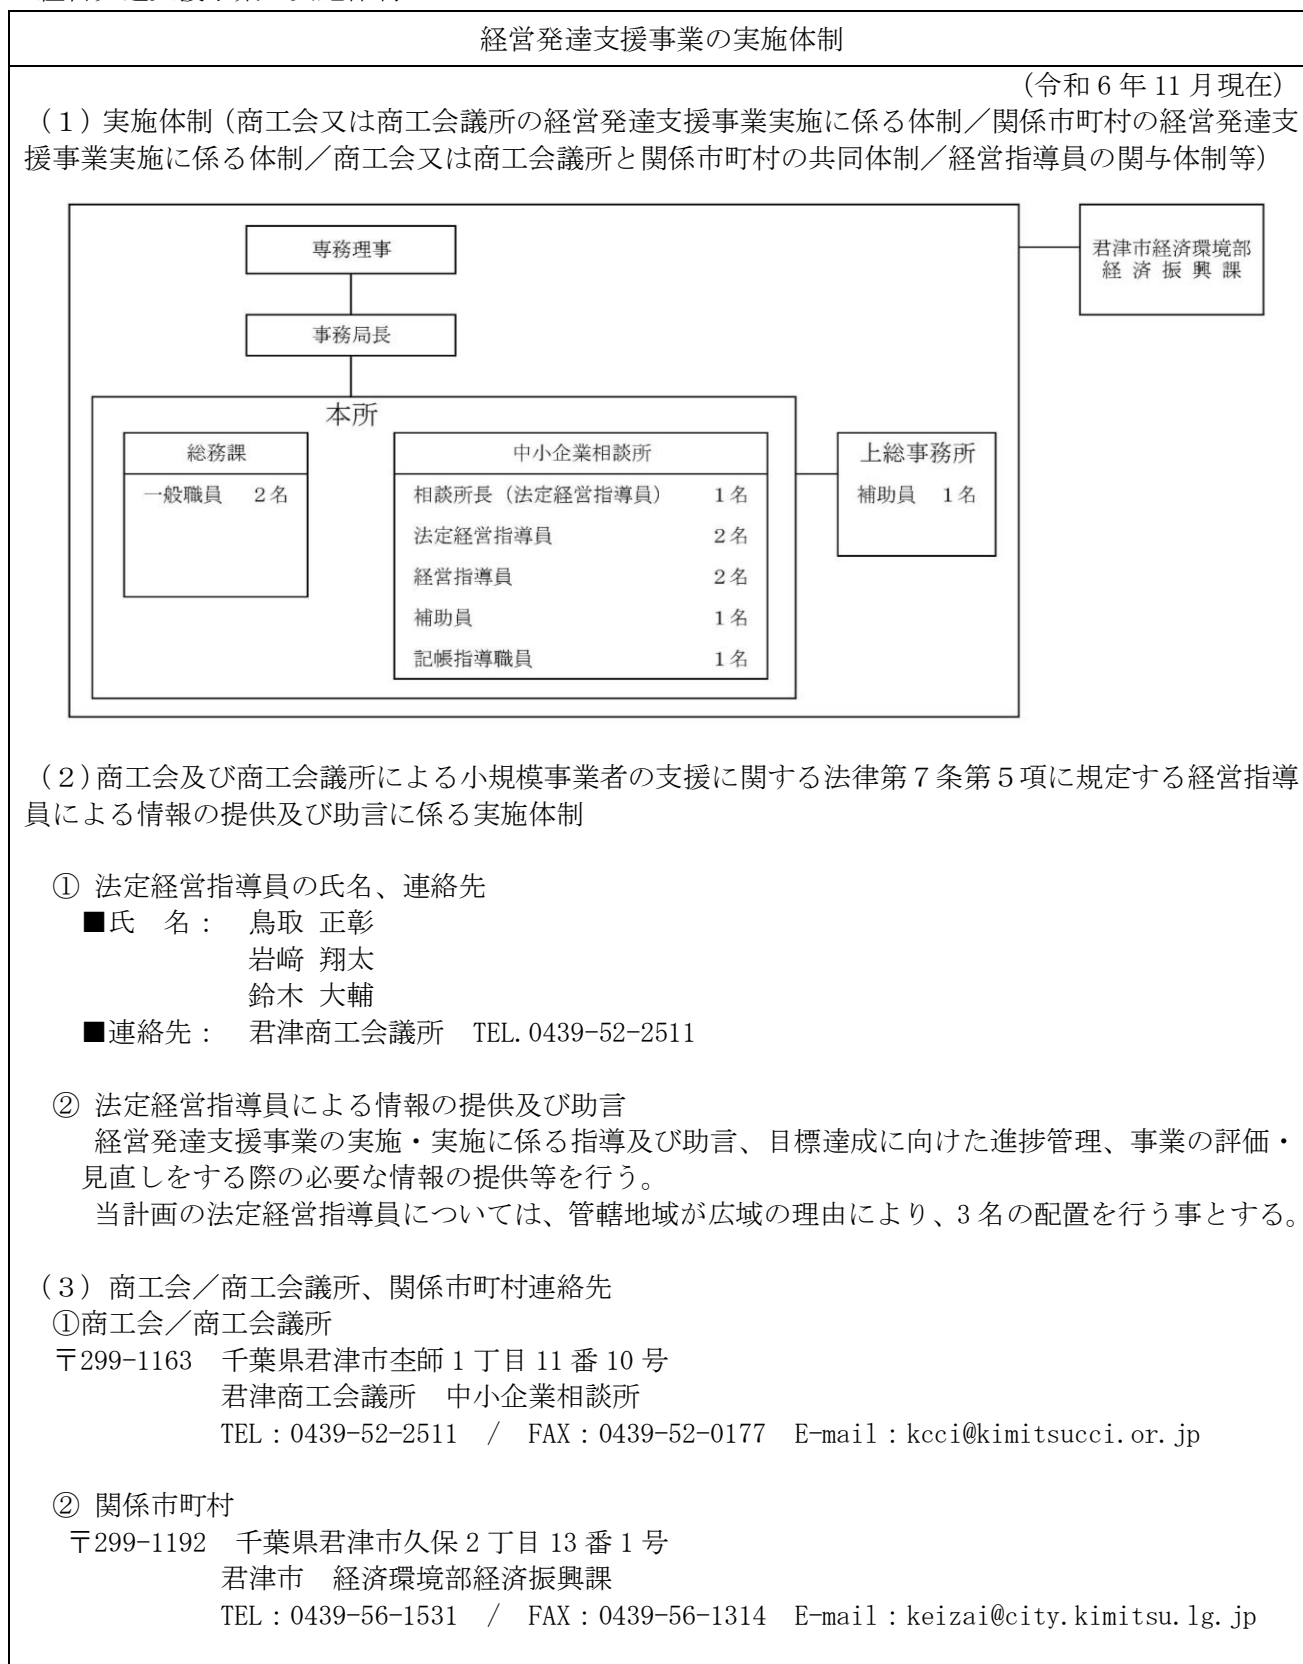 経営発達支援事業の実施体制
（令和 6 年 11 月現在）
（１）実施体制（商工会又は商工会議所の経営発達支援事業実施に係る体制／関係市町村の経営発達支
援事業実施に係る体制／商工会又は商工会議所と関係市町村の共同体制／経営指導員の関与体制等）
専務理事
君津市経済環境部
経 済 振 興 課
事務局長
本所
総務課
一般職員　２名
中小企業相談所
相談所長（法定経営指導員）　１名
法定経営指導員　２名
経営指導員　２名
補助員　１名
記帳指導職員　１名
上総事務所
補助員　１名
（２）商工会及び商工会議所による小規模事業者の支援に関する法律第７条第５項に規定する経営指導
員による情報の提供及び助言に係る実施体制
① 法定経営指導員の氏名、連絡先
■氏　名：　鳥取 正彰
岩﨑 翔太
鈴木 大輔
■連絡先：　君津商工会議所　TEL.0439-52-2511
② 法定経営指導員による情報の提供及び助言
経営発達支援事業の実施・実施に係る指導及び助言、目標達成に向けた進捗管理、事業の評価・
見直しをする際の必要な情報の提供等を行う。
当計画の法定経営指導員については、管轄地域が広域の理由により、3 名の配置を行う事とする。
（３）商工会／商工会議所、関係市町村連絡先
①商工会／商工会議所
〒299-1163　千葉県君津市杢師 1 丁目 11 番 10 号
君津商工会議所　中小企業相談所
TEL：0439-52-2511　/　FAX：0439-52-0177　E-mail：kcci@kimitsucci.or.jp
② 関係市町村
〒299-1192　千葉県君津市久保 2 丁目 13 番 1 号
君津市　経済環境部経済振興課
TEL：0439-56-1531　/　FAX：0439-56-1314　E-mail：keizai@city.kimitsu.lg.jp